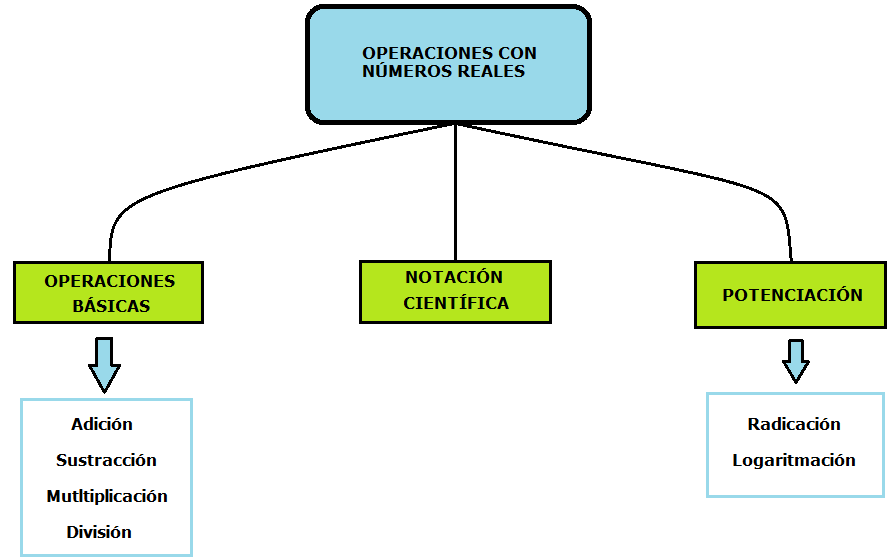 OPERACIONES CON
NÚMEROS REALES
OPERACIONES
BÁSICAS
NOTACIÓN
CIENTÍFICA
POTENCIACIÓN
Adición
Sustracción
Mutltiplicación
División
Radicación
Logaritmación